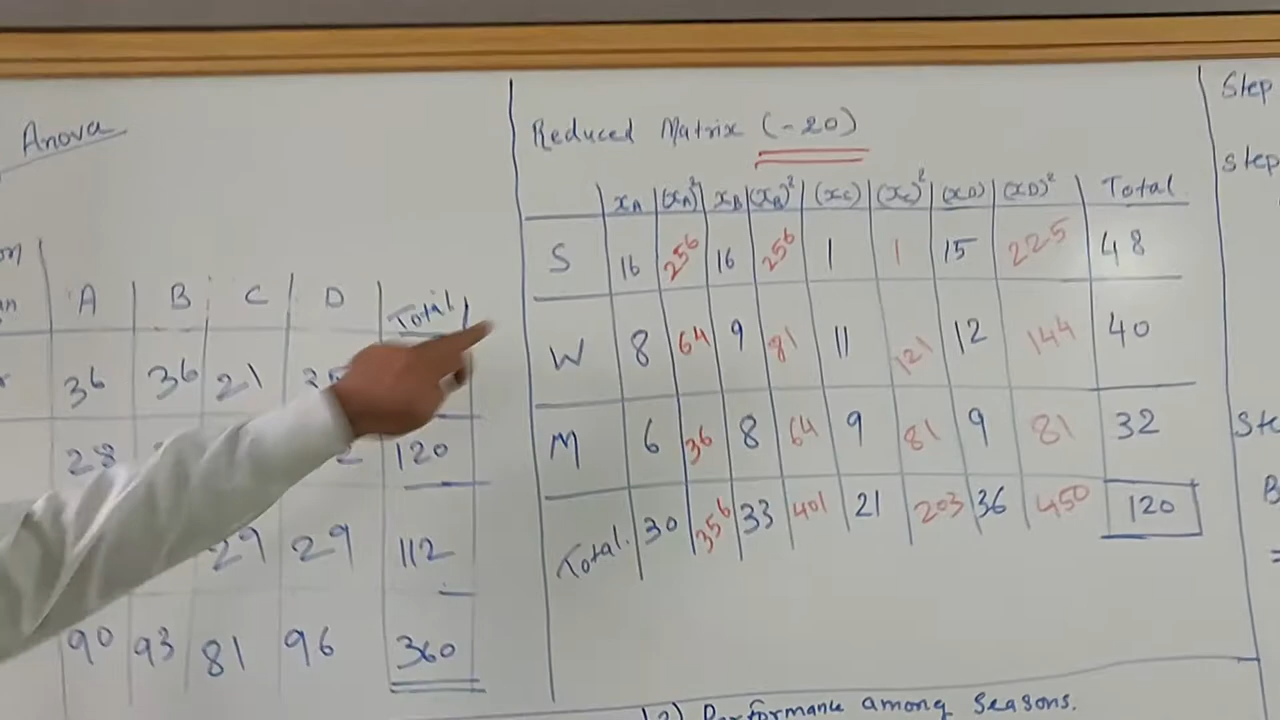 Anova
A B C D Total
36 36 21
28 120
29 29 112
90 93 81 96 360
Reduced Matrix (-20)
xA (xA)² xB (xB)² (xC) (xC)² (xD) (xD)² Total
S 16 256 16 256 1 1 15 225 48
W 8 64 9 81 11 121 12 144 40
M 6 36 8 64 9 81 9 81 32
Total. 30 356 33 401 21 203 36 450 120
Step
Step
B
=
2) Performance among Seasons.